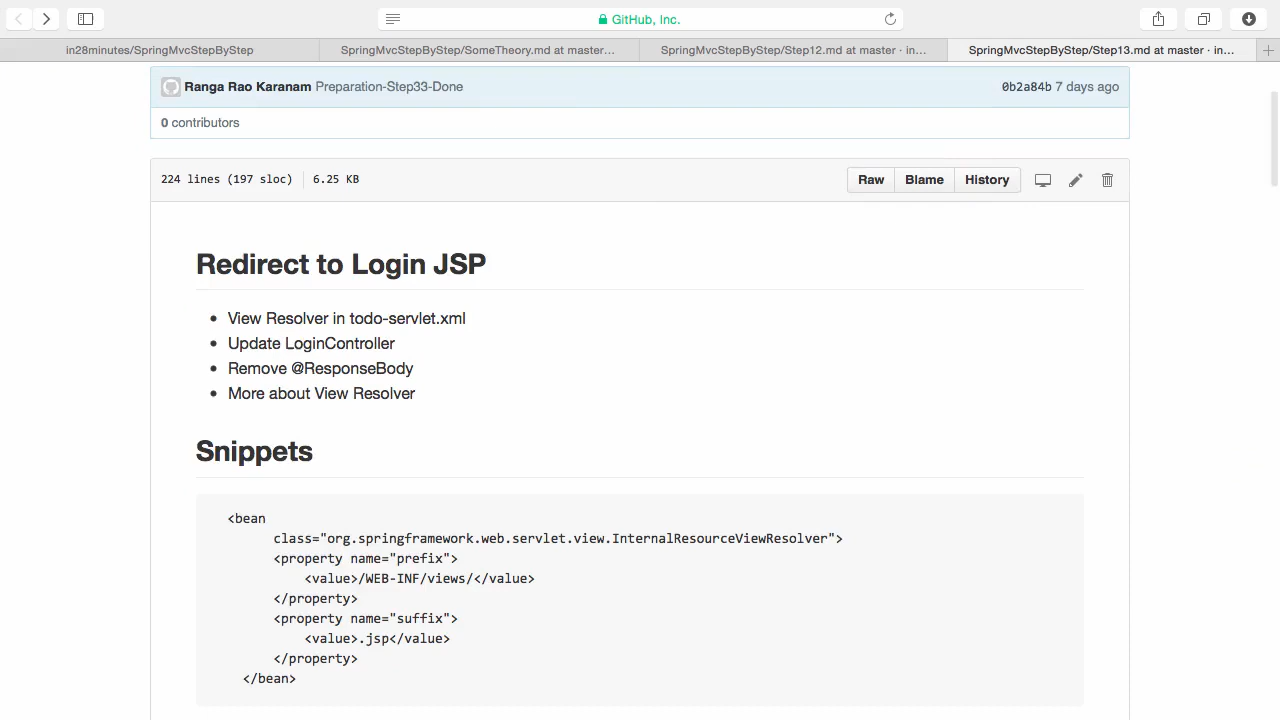 GitHub, Inc.
in28minutes/SpringMvcStepByStep
SpringMvcStepByStep/SomeTheory.md at master...
SpringMvcStepByStep/Step12.md at master · in...
SpringMvcStepByStep/Step13.md at master · in...
Ranga Rao Karanam Preparation-Step33-Done
0b2a84b 7 days ago
0 contributors
224 lines (197 sloc) 6.25 KB
Raw Blame History
Redirect to Login JSP
View Resolver in todo-servlet.xml
Update LoginController
Remove @ResponseBody
More about View Resolver
Snippets
<bean
class="org.springframework.web.servlet.view.InternalResourceViewResolver">
<property name="prefix">
<value>/WEB-INF/views/</value>
</property>
<property name="suffix">
<value>.jsp</value>
</property>
</bean>